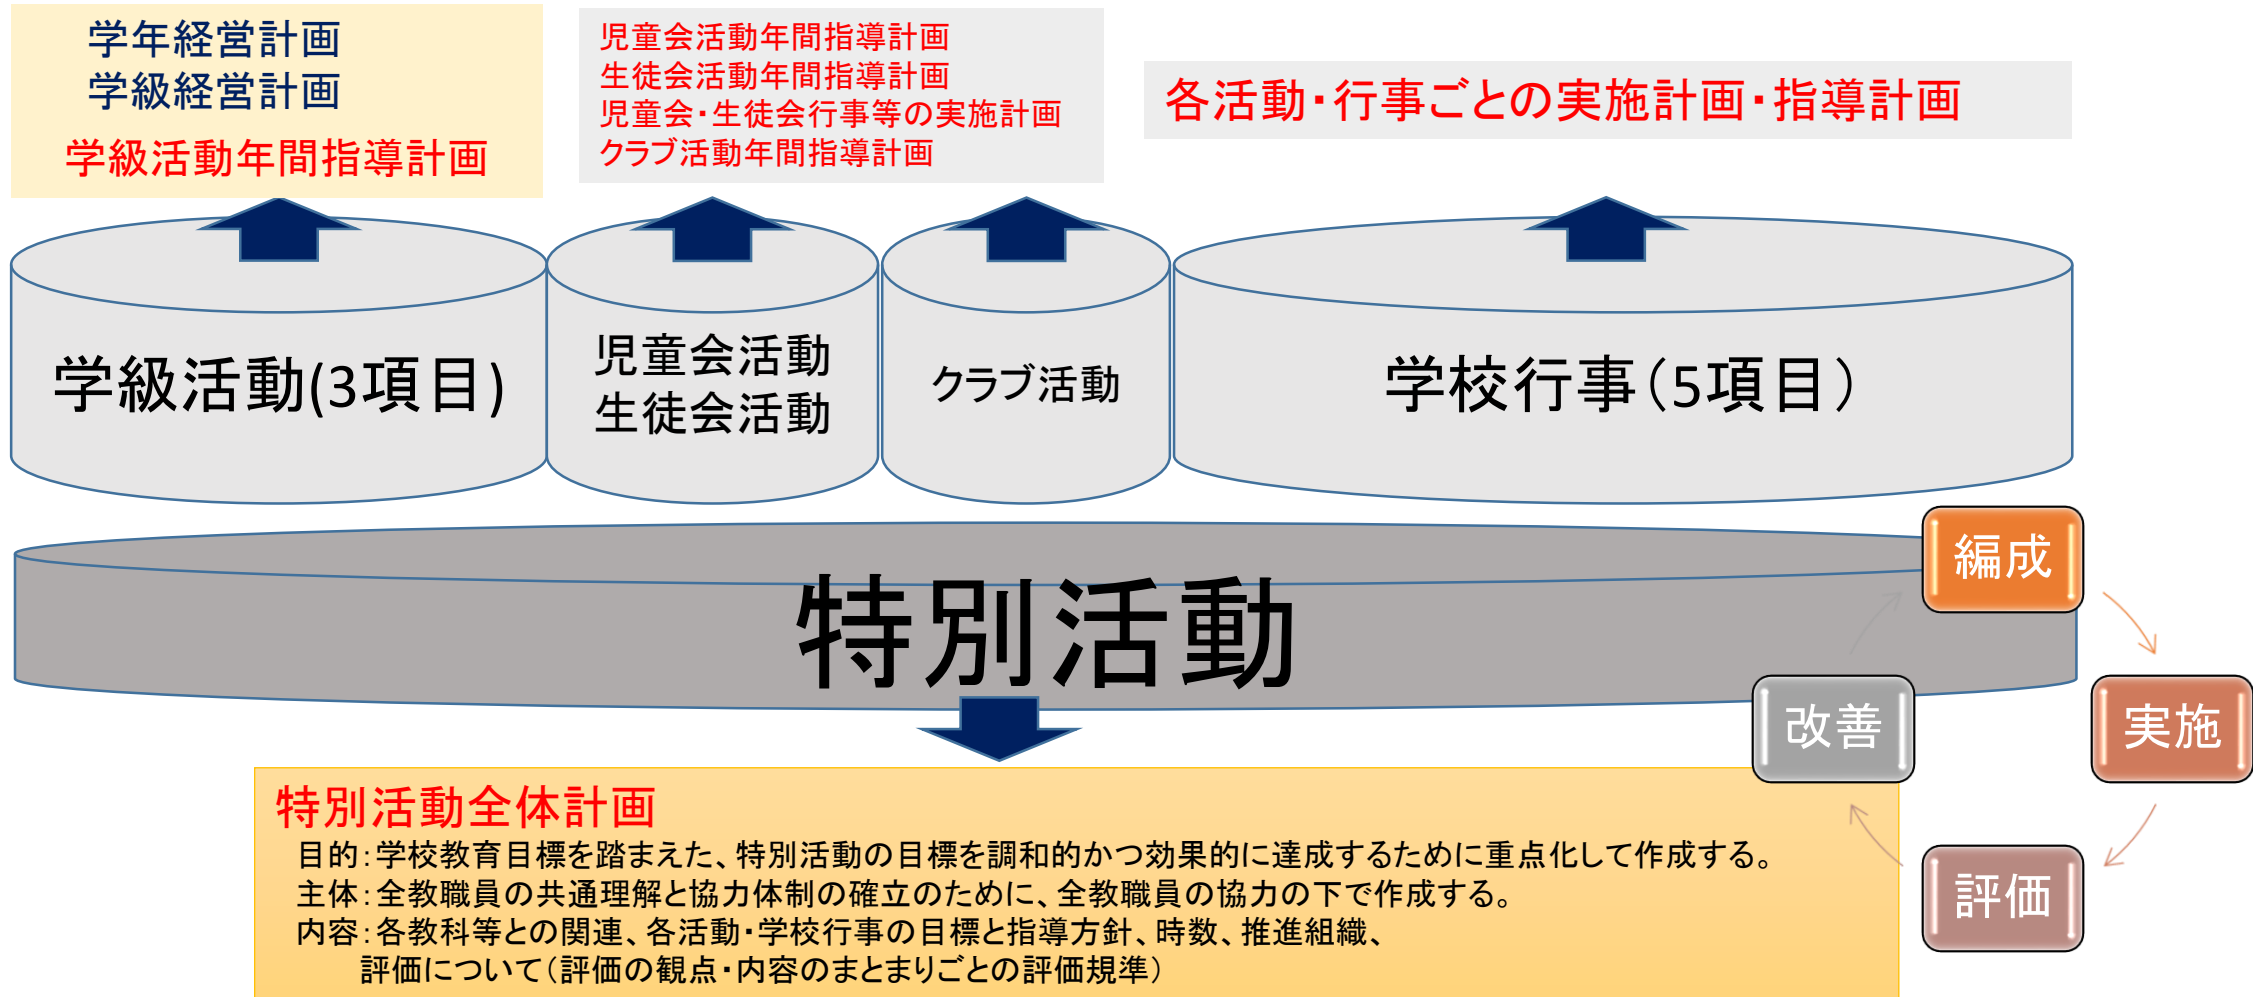 学年経営計画
学級経営計画
学級活動年間指導計画
児童会活動年間指導計画
生徒会活動年間指導計画
児童会・生徒会行事等の実施計画
クラブ活動年間指導計画
各活動・行事ごとの実施計画・指導計画
学級活動(3項目)
児童会活動
生徒会活動
クラブ活動
学校行事（5項目）
特別活動
編成
実施
評価
改善
特別活動全体計画
目的：学校教育目標を踏まえた、特別活動の目標を調和的かつ効果的に達成するために重点化して作成する。
主体：全教職員の共通理解と協力体制の確立のために、全教職員の協力の下で作成する。
内容：各教科等との関連、各活動・学校行事の目標と指導方針、時数、推進組織、
評価について（評価の観点・内容のまとまりごとの評価規準）